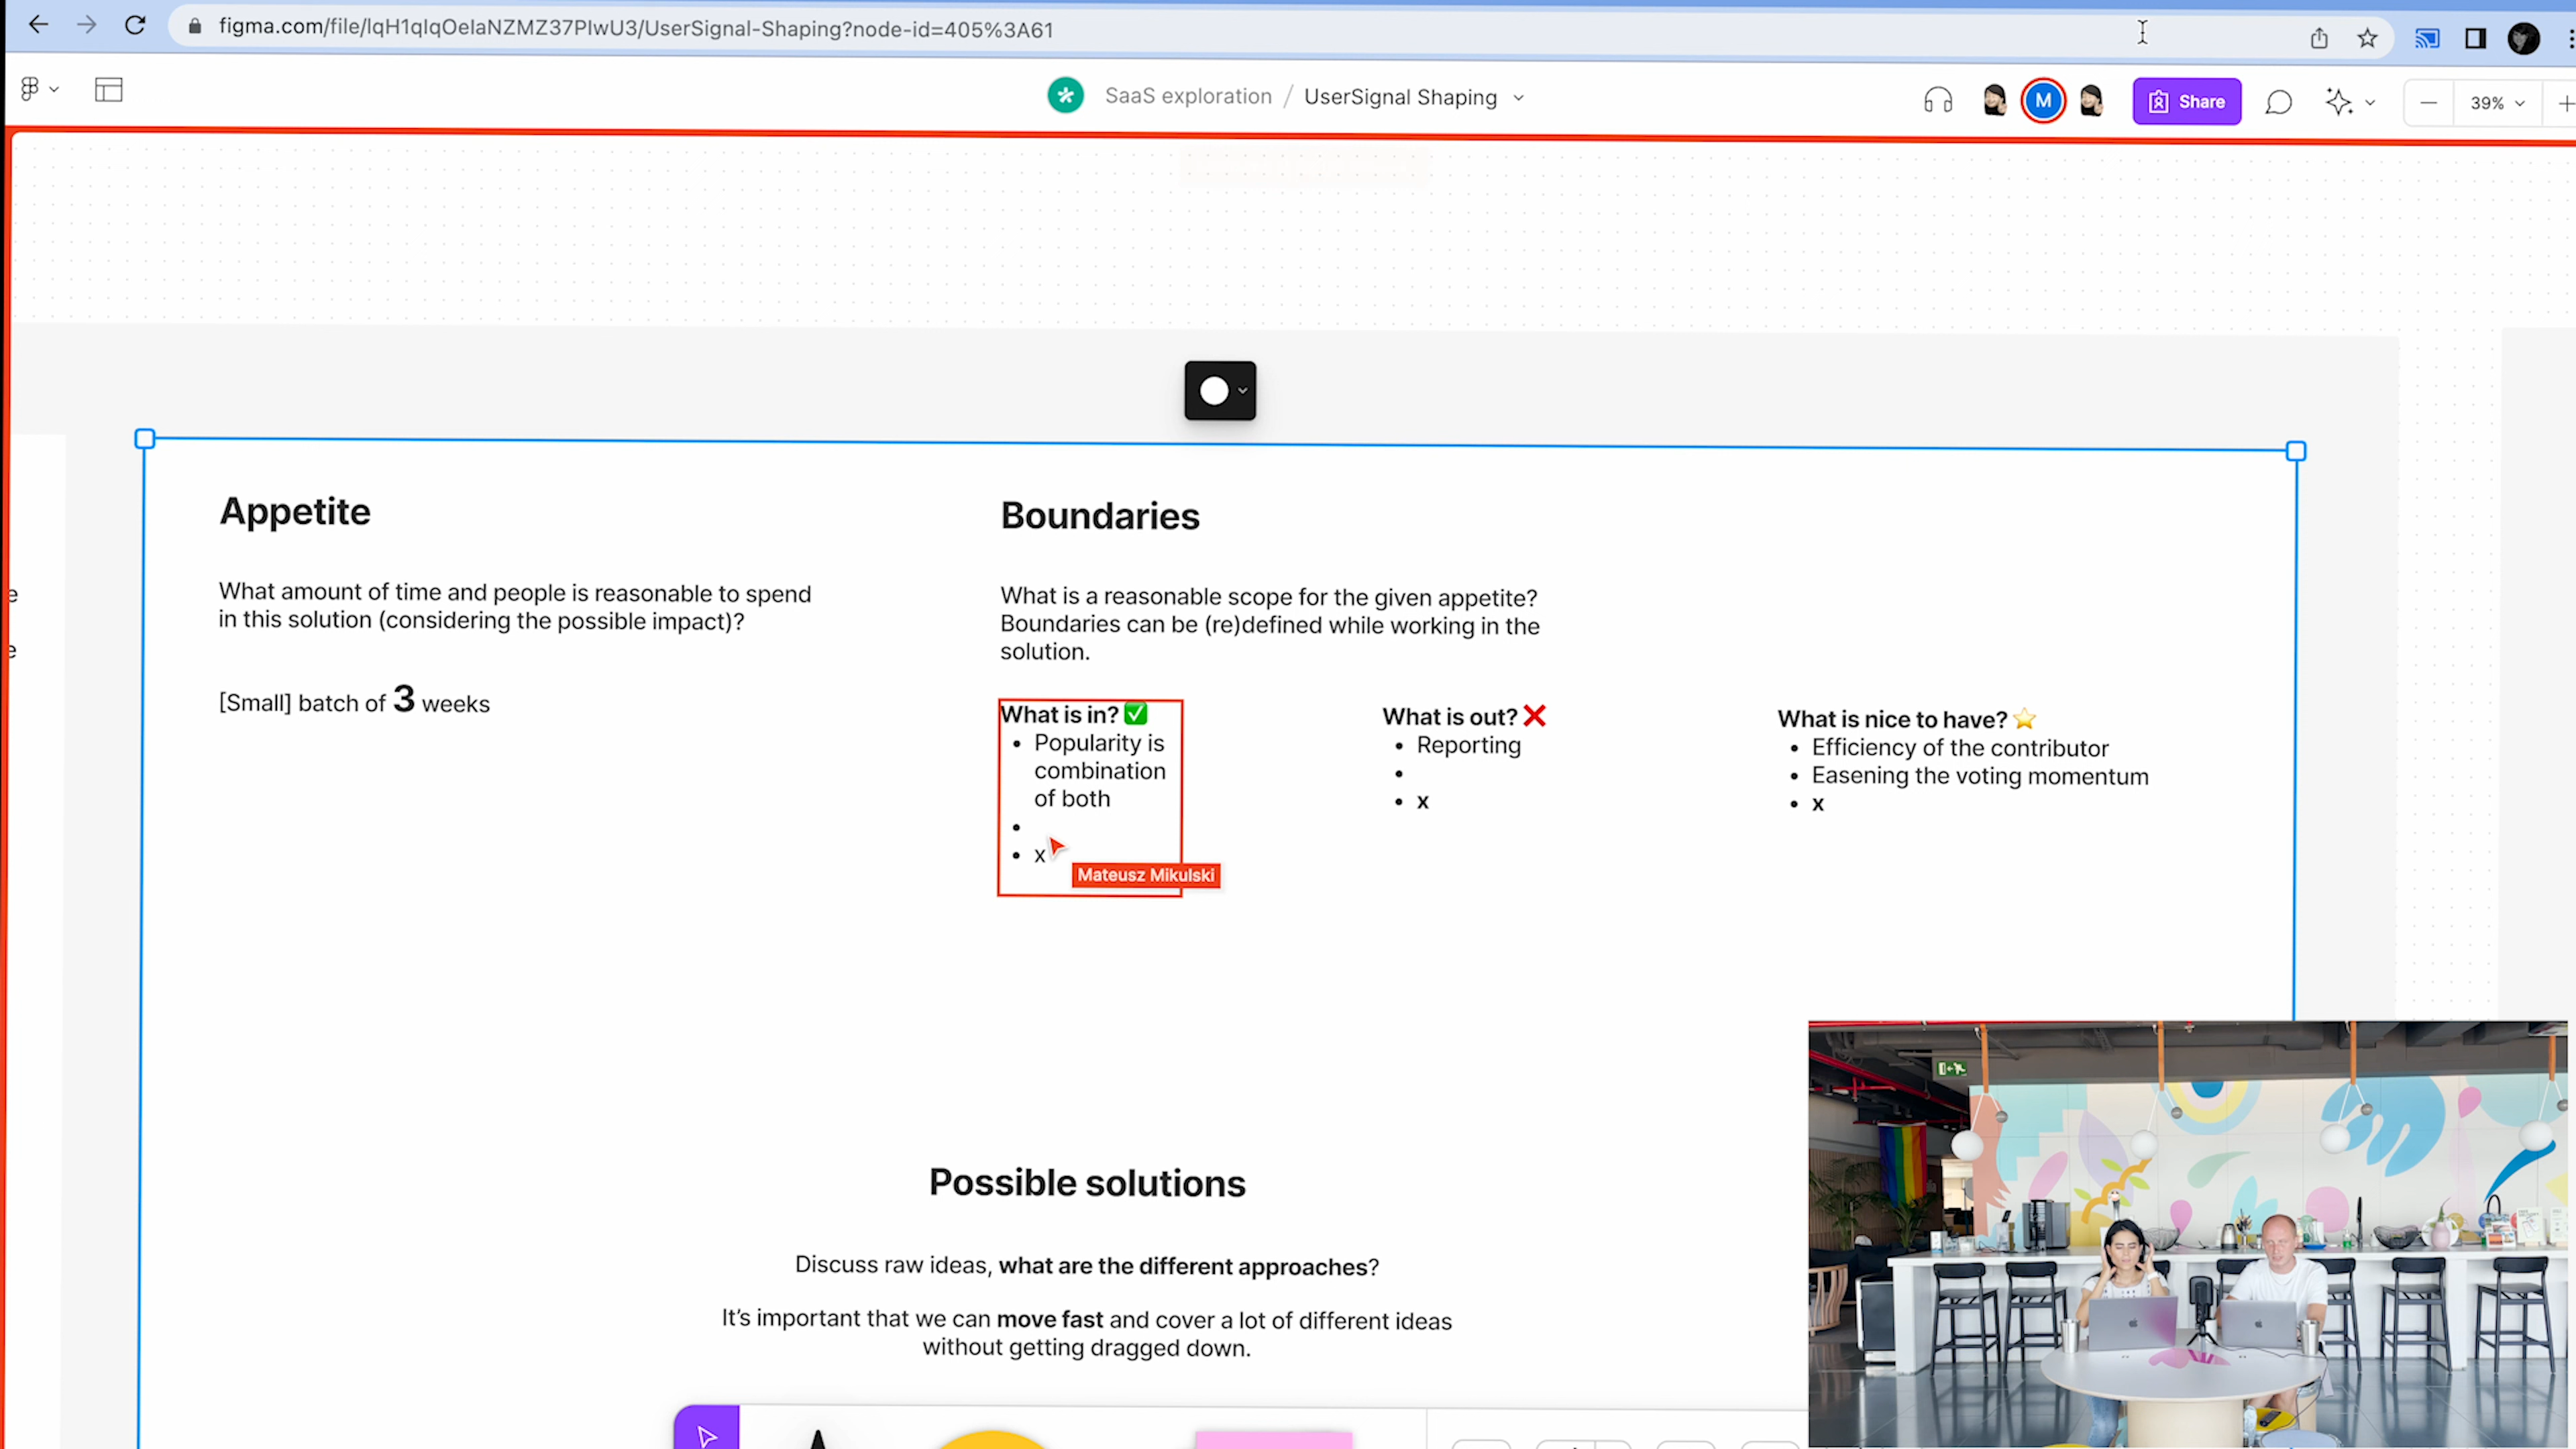 figma.com/file/lqH1qIqOelaNZMZ37PIwU3/UserSignal-Shaping?node-id=405%3A61
SaaS exploration / UserSignal Shaping
M
Share
39%
Appetite
What amount of time and people is reasonable to spend
in this solution (considering the possible impact)?
[Small] batch of 3 weeks
Boundaries
What is a reasonable scope for the given appetite?
Boundaries can be (re)defined while working in the
solution.
What is in? ✅
• Popularity is
combination
of both
•
• x
Mateusz Mikulski
What is out? ❌
• Reporting
•
• x
What is nice to have? ⭐
• Efficiency of the contributor
• Easening the voting momentum
• x
Possible solutions
Discuss raw ideas, what are the different approaches?
It's important that we can move fast and cover a lot of different ideas
without getting dragged down.